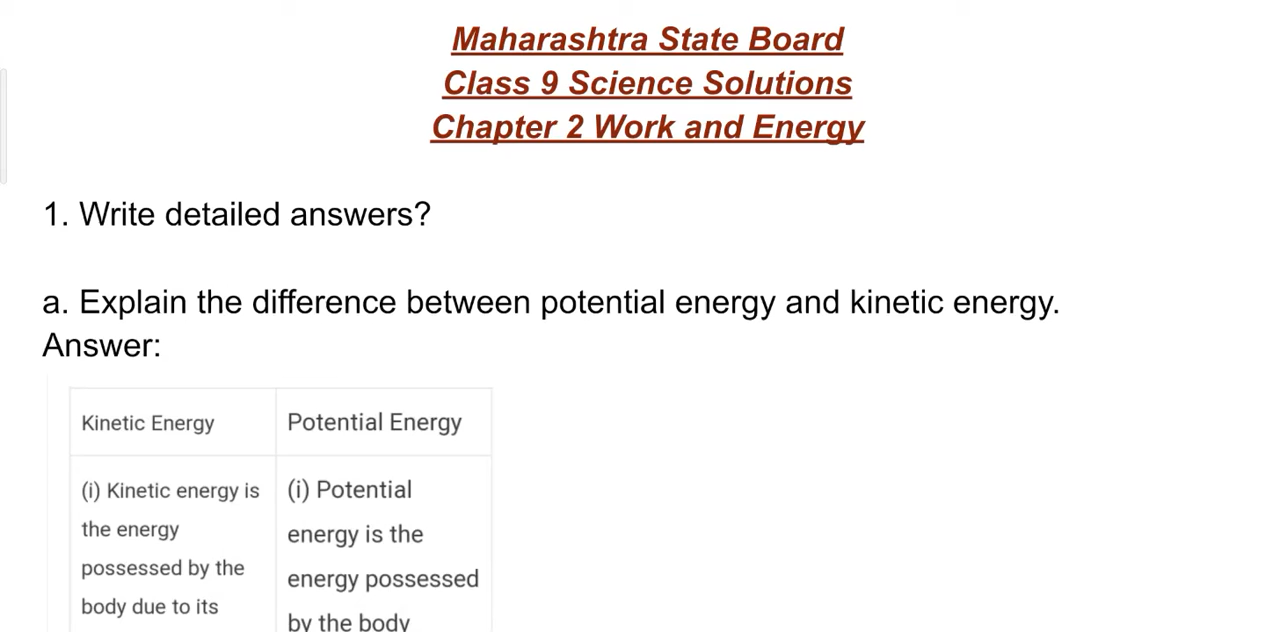 Maharashtra State Board
Class 9 Science Solutions
Chapter 2 Work and Energy
1. Write detailed answers?
a. Explain the difference between potential energy and kinetic energy.
Answer:
Kinetic Energy
Potential Energy
(i) Kinetic energy is
the energy
possessed by the
body due to its
(i) Potential
energy is the
energy possessed
by the body